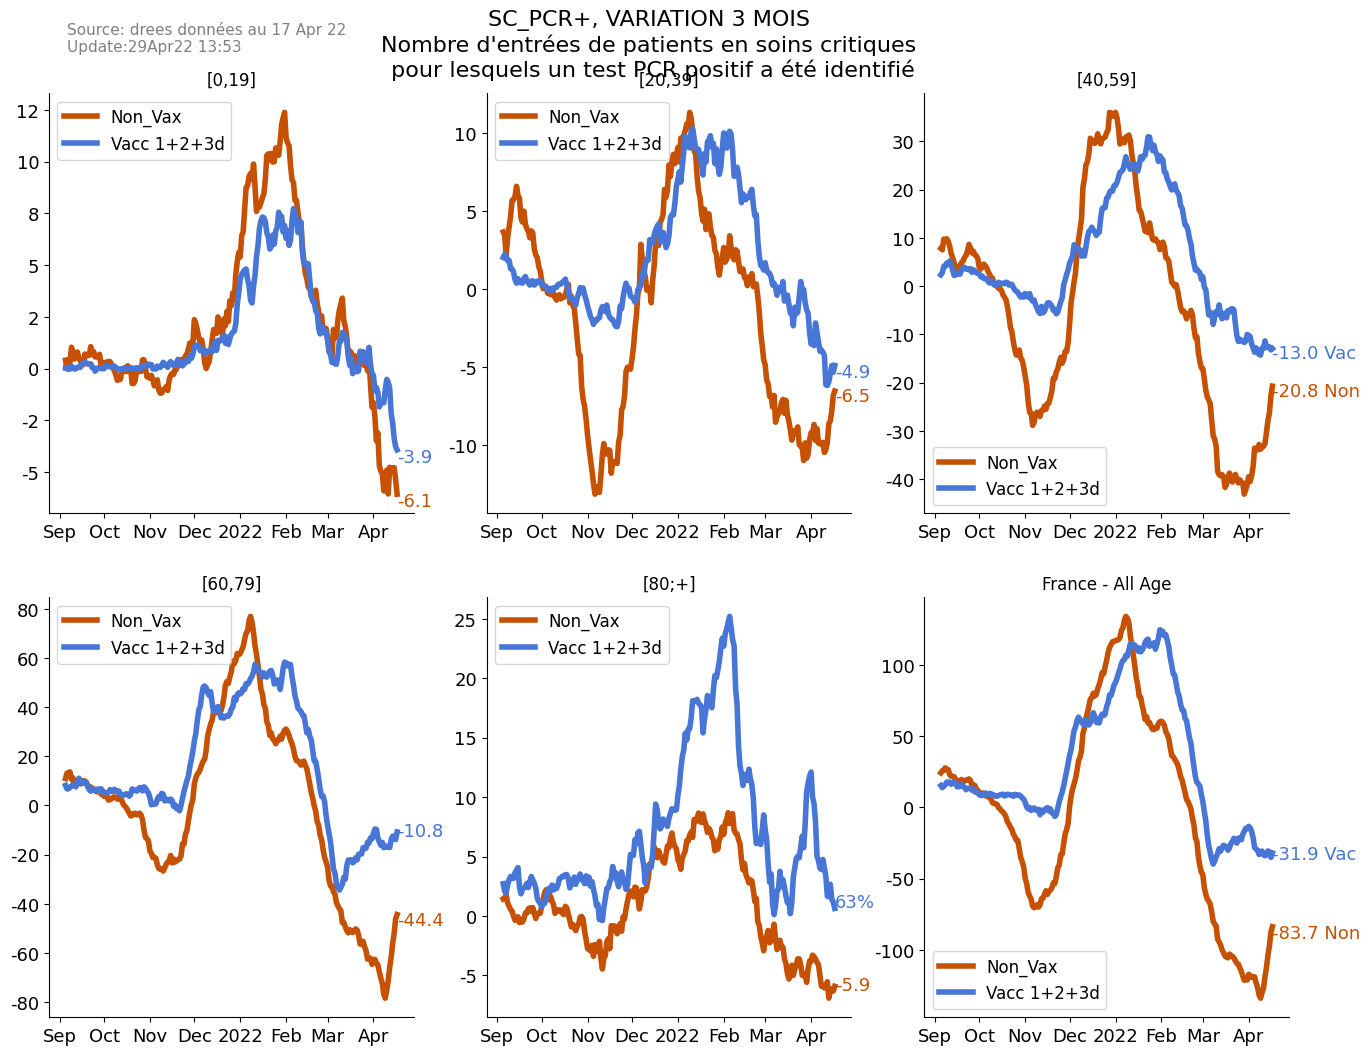 Source: drees données au 17 Apr 22
Update:29Apr22 13:53
SC_PCR+, VARIATION 3 MOIS
Nombre d'entrées de patients en soins critiques
pour lesquels un test PCR positif a été identifié
[0,19]
12
10
8
5
2
0
-2
-5
Non_Vax
Vacc 1+2+3d
-3.9
-6.1
Sep Oct Nov Dec 2022 Feb Mar Apr
[20,39]
10
5
0
-5
-10
Non_Vax
Vacc 1+2+3d
-4.9
-6.5
Sep Oct Nov Dec 2022 Feb Mar Apr
[40,59]
30
20
10
0
-10
-20
-30
-40
-13.0 Vac
-20.8 Non
Non_Vax
Vacc 1+2+3d
Sep Oct Nov Dec 2022 Feb Mar Apr
[60,79]
80
60
40
20
0
-20
-40
-60
-80
Non_Vax
Vacc 1+2+3d
-10.8
-44.4
Sep Oct Nov Dec 2022 Feb Mar Apr
[80;+]
25
20
15
10
5
0
-5
Non_Vax
Vacc 1+2+3d
63%
-5.9
Sep Oct Nov Dec 2022 Feb Mar Apr
France - All Age
100
50
0
-50
-100
-31.9 Vac
-83.7 Non
Non_Vax
Vacc 1+2+3d
Sep Oct Nov Dec 2022 Feb Mar Apr